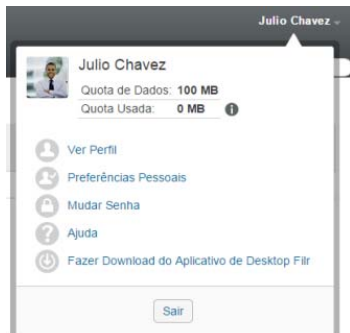 Julio Chavez
Julio Chavez
Quota de Dados: 100 MB
Quota Usada: 0 MB
Ver Perfil
Preferências Pessoais
Mudar Senha
Ajuda
Fazer Download do Aplicativo de Desktop Filr
Sair